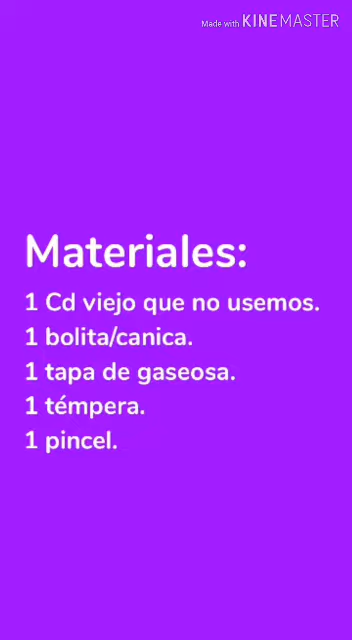 Made with KINEMASTER
Materiales:
1 Cd viejo que no usemos.
1 bolita/canica.
1 tapa de gaseosa.
1 témpera.
1 pincel.